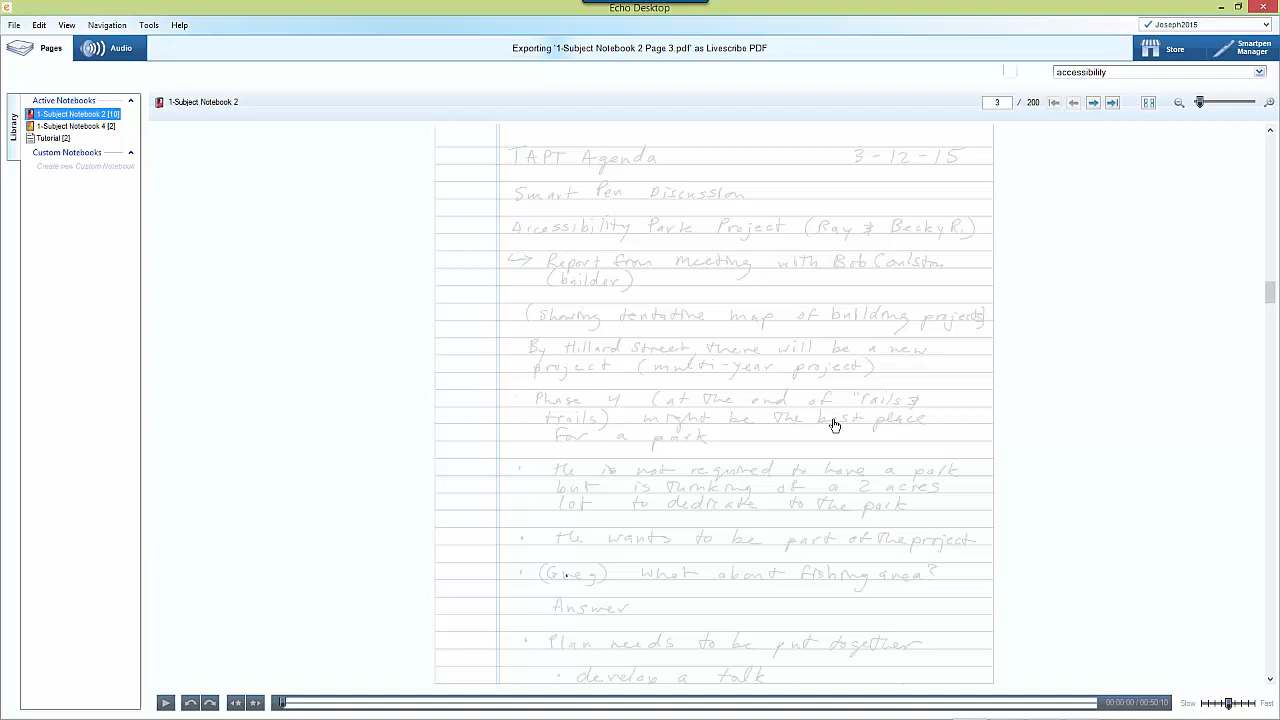 Echo Desktop
File Edit View Navigation Tools Help
Joseph2015
Pages Audio
Exporting '1-Subject Notebook 2 Page 3.pdf' as Livescribe PDF
Store
Smartpen
Manager
accessibility
Library
Active Notebooks
1-Subject Notebook 2 [10]
1-Subject Notebook 4 [2]
Tutorial [2]
Custom Notebooks
Create new Custom Notebook
1-Subject Notebook 2
3 / 200
TAPT Agenda 3-12-15
Smart Pen Discussion
Accessibility Park Project (Ray & Becky R.)
↳ Report from meeting with Bob Coulston
(builder)
(showing tentative map of building projects)
By Hillard Street, there will be a new
project (multi-year project)
Phase 4 (at the end of "rails &
trails) might be the best place
for a park
· He is not required to have a park
but is thinking of a 2 acres
lot to dedicate to the park
· He wants to be part of the project
· (Greg) What about fishing area?
Answer
· Plan needs to be put together
· develop a talk
00:00:00 / 00:50:10
Slow Fast